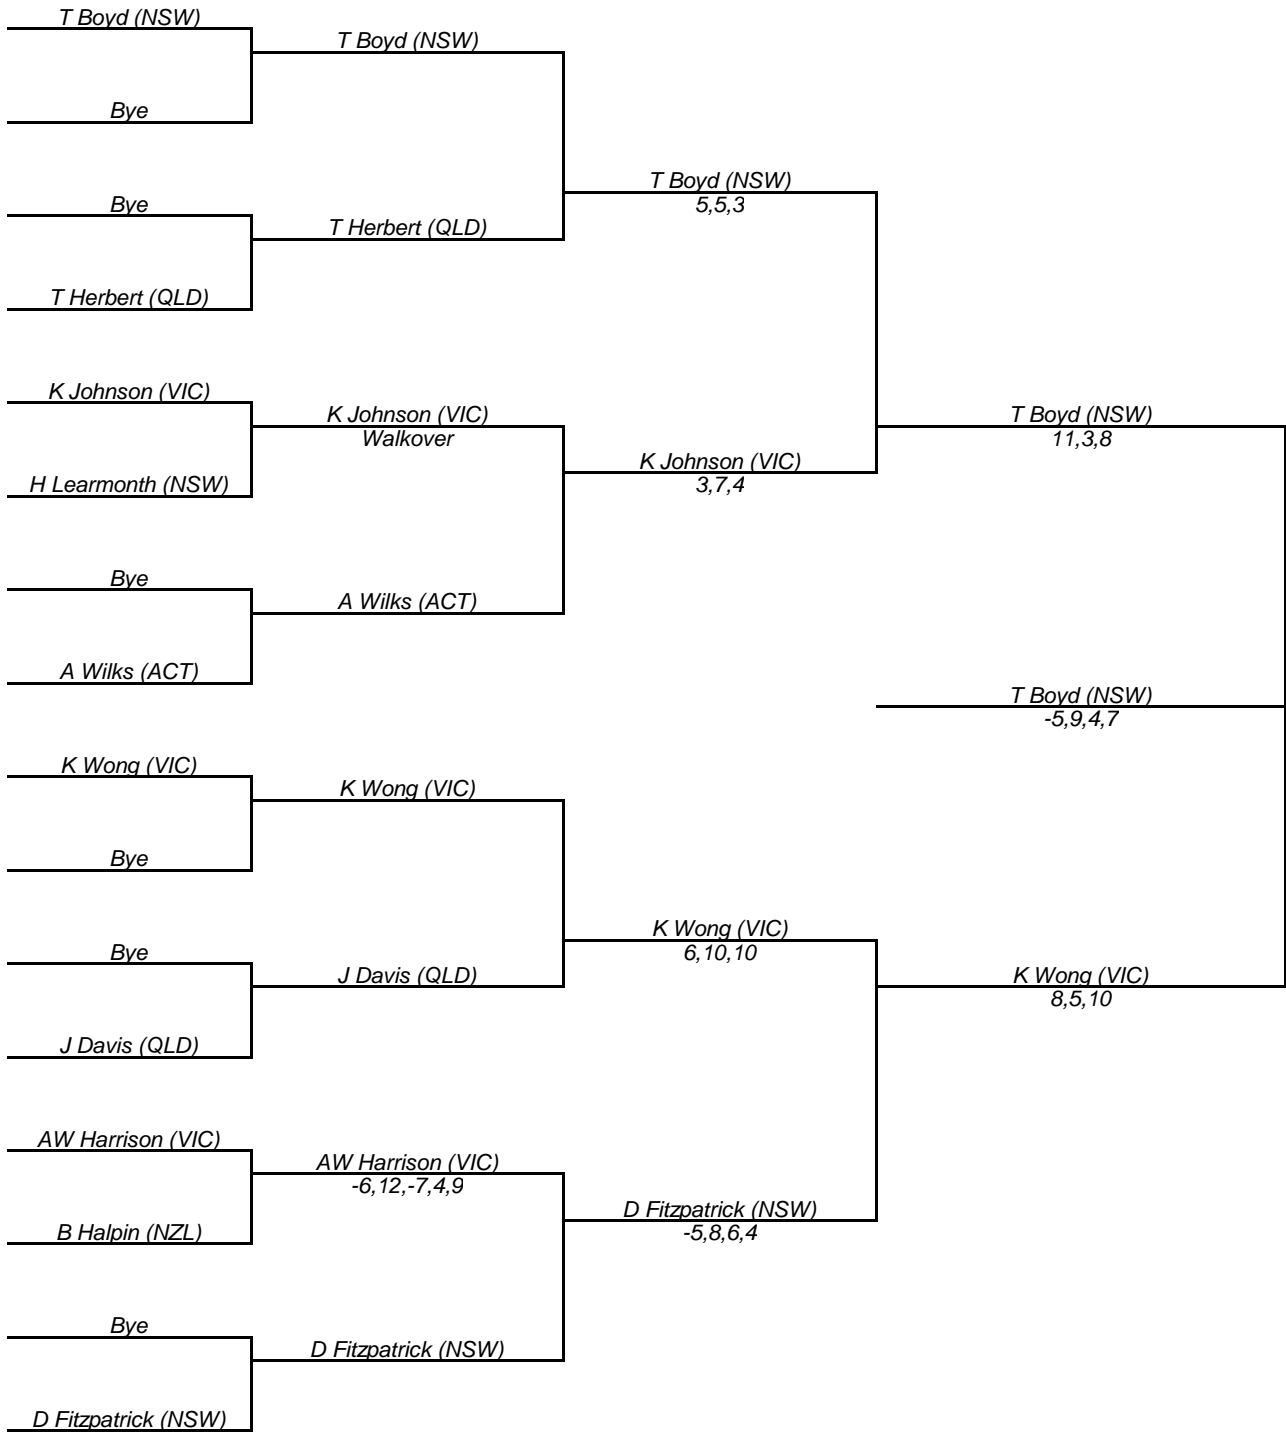 T Boyd (NSW)
Bye
Bye
T Herbert (QLD)
K Johnson (VIC)
H Learmonth (NSW)
Bye
A Wilks (ACT)
K Wong (VIC)
Bye
Bye
J Davis (QLD)
AW Harrison (VIC)
B Halpin (NZL)
Bye
D Fitzpatrick (NSW)
T Boyd (NSW)
T Herbert (QLD)
K Johnson (VIC)
Walkover
A Wilks (ACT)
K Wong (VIC)
J Davis (QLD)
AW Harrison (VIC)
-6,12,-7,4,9
D Fitzpatrick (NSW)
T Boyd (NSW)
5,5,3
K Johnson (VIC)
3,7,4
K Wong (VIC)
6,10,10
D Fitzpatrick (NSW)
-5,8,6,4
T Boyd (NSW)
11,3,8
T Boyd (NSW)
-5,9,4,7
K Wong (VIC)
8,5,10